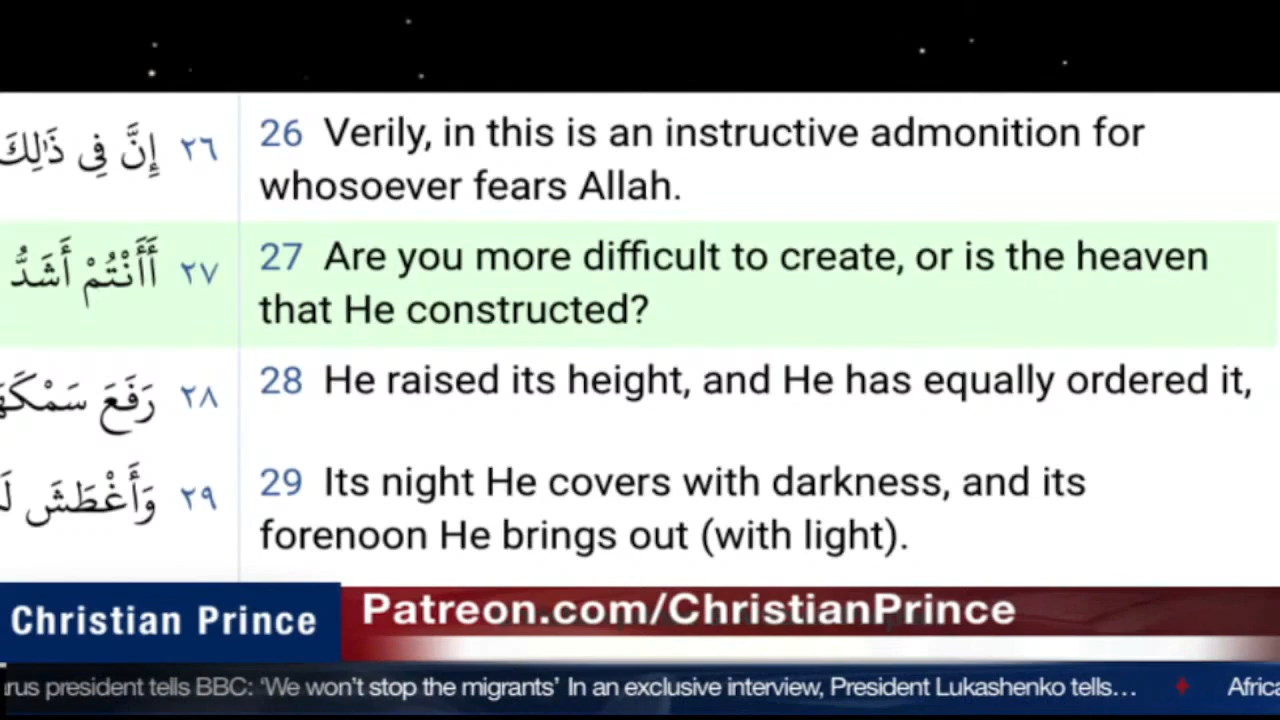 إِنَّ فِي ذَٰلِكَ ٢٦
26 Verily, in this is an instructive admonition for
whosoever fears Allah.
أَأَنْتُمْ أَشَدُّ ٢٧
27 Are you more difficult to create, or is the heaven
that He constructed?
رَفَعَ ٢٨
28 He raised its height, and He has equally ordered it,
وَأَغْطَشَ ٢٩
29 Its night He covers with darkness, and its
forenoon He brings out (with light).
Christian Prince
Patreon.com/ChristianPrince
rus president tells BBC: ‘We won’t stop the migrants’ In an exclusive interview, President Lukashenko tells… ♦ Africa